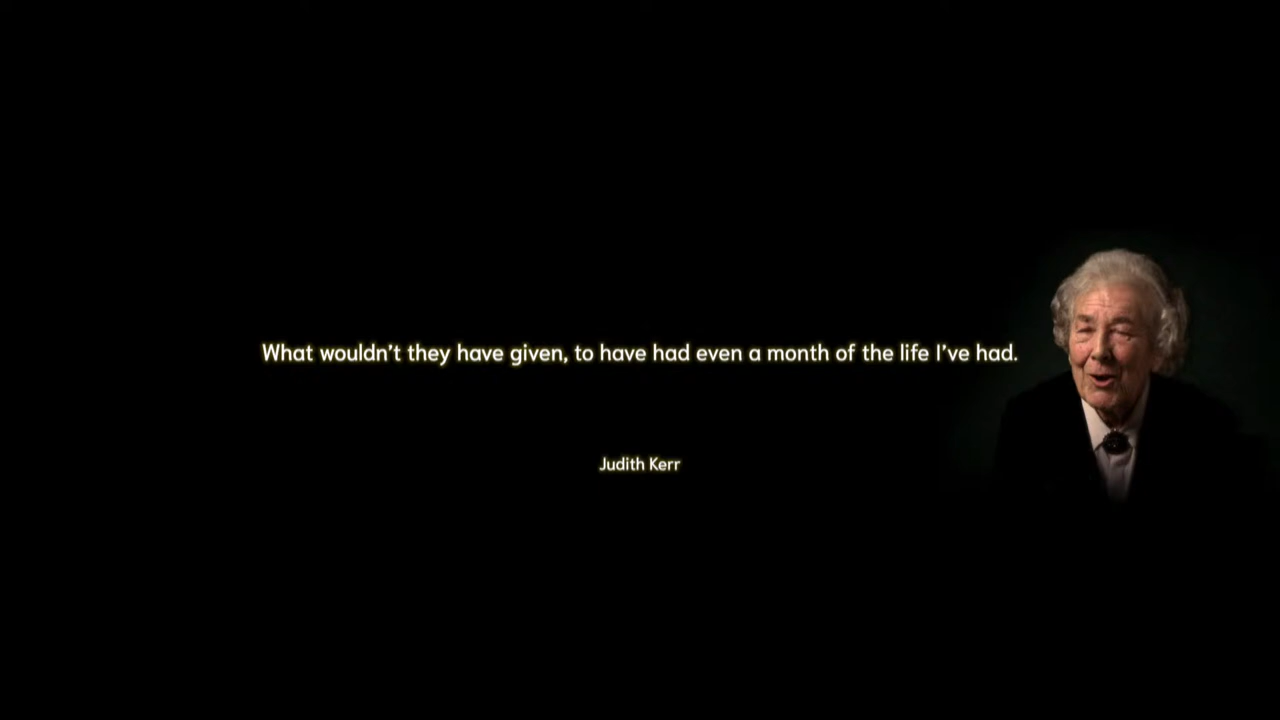 What wouldn’t they have given, to have had even a month of the life I’ve had.
Judith Kerr